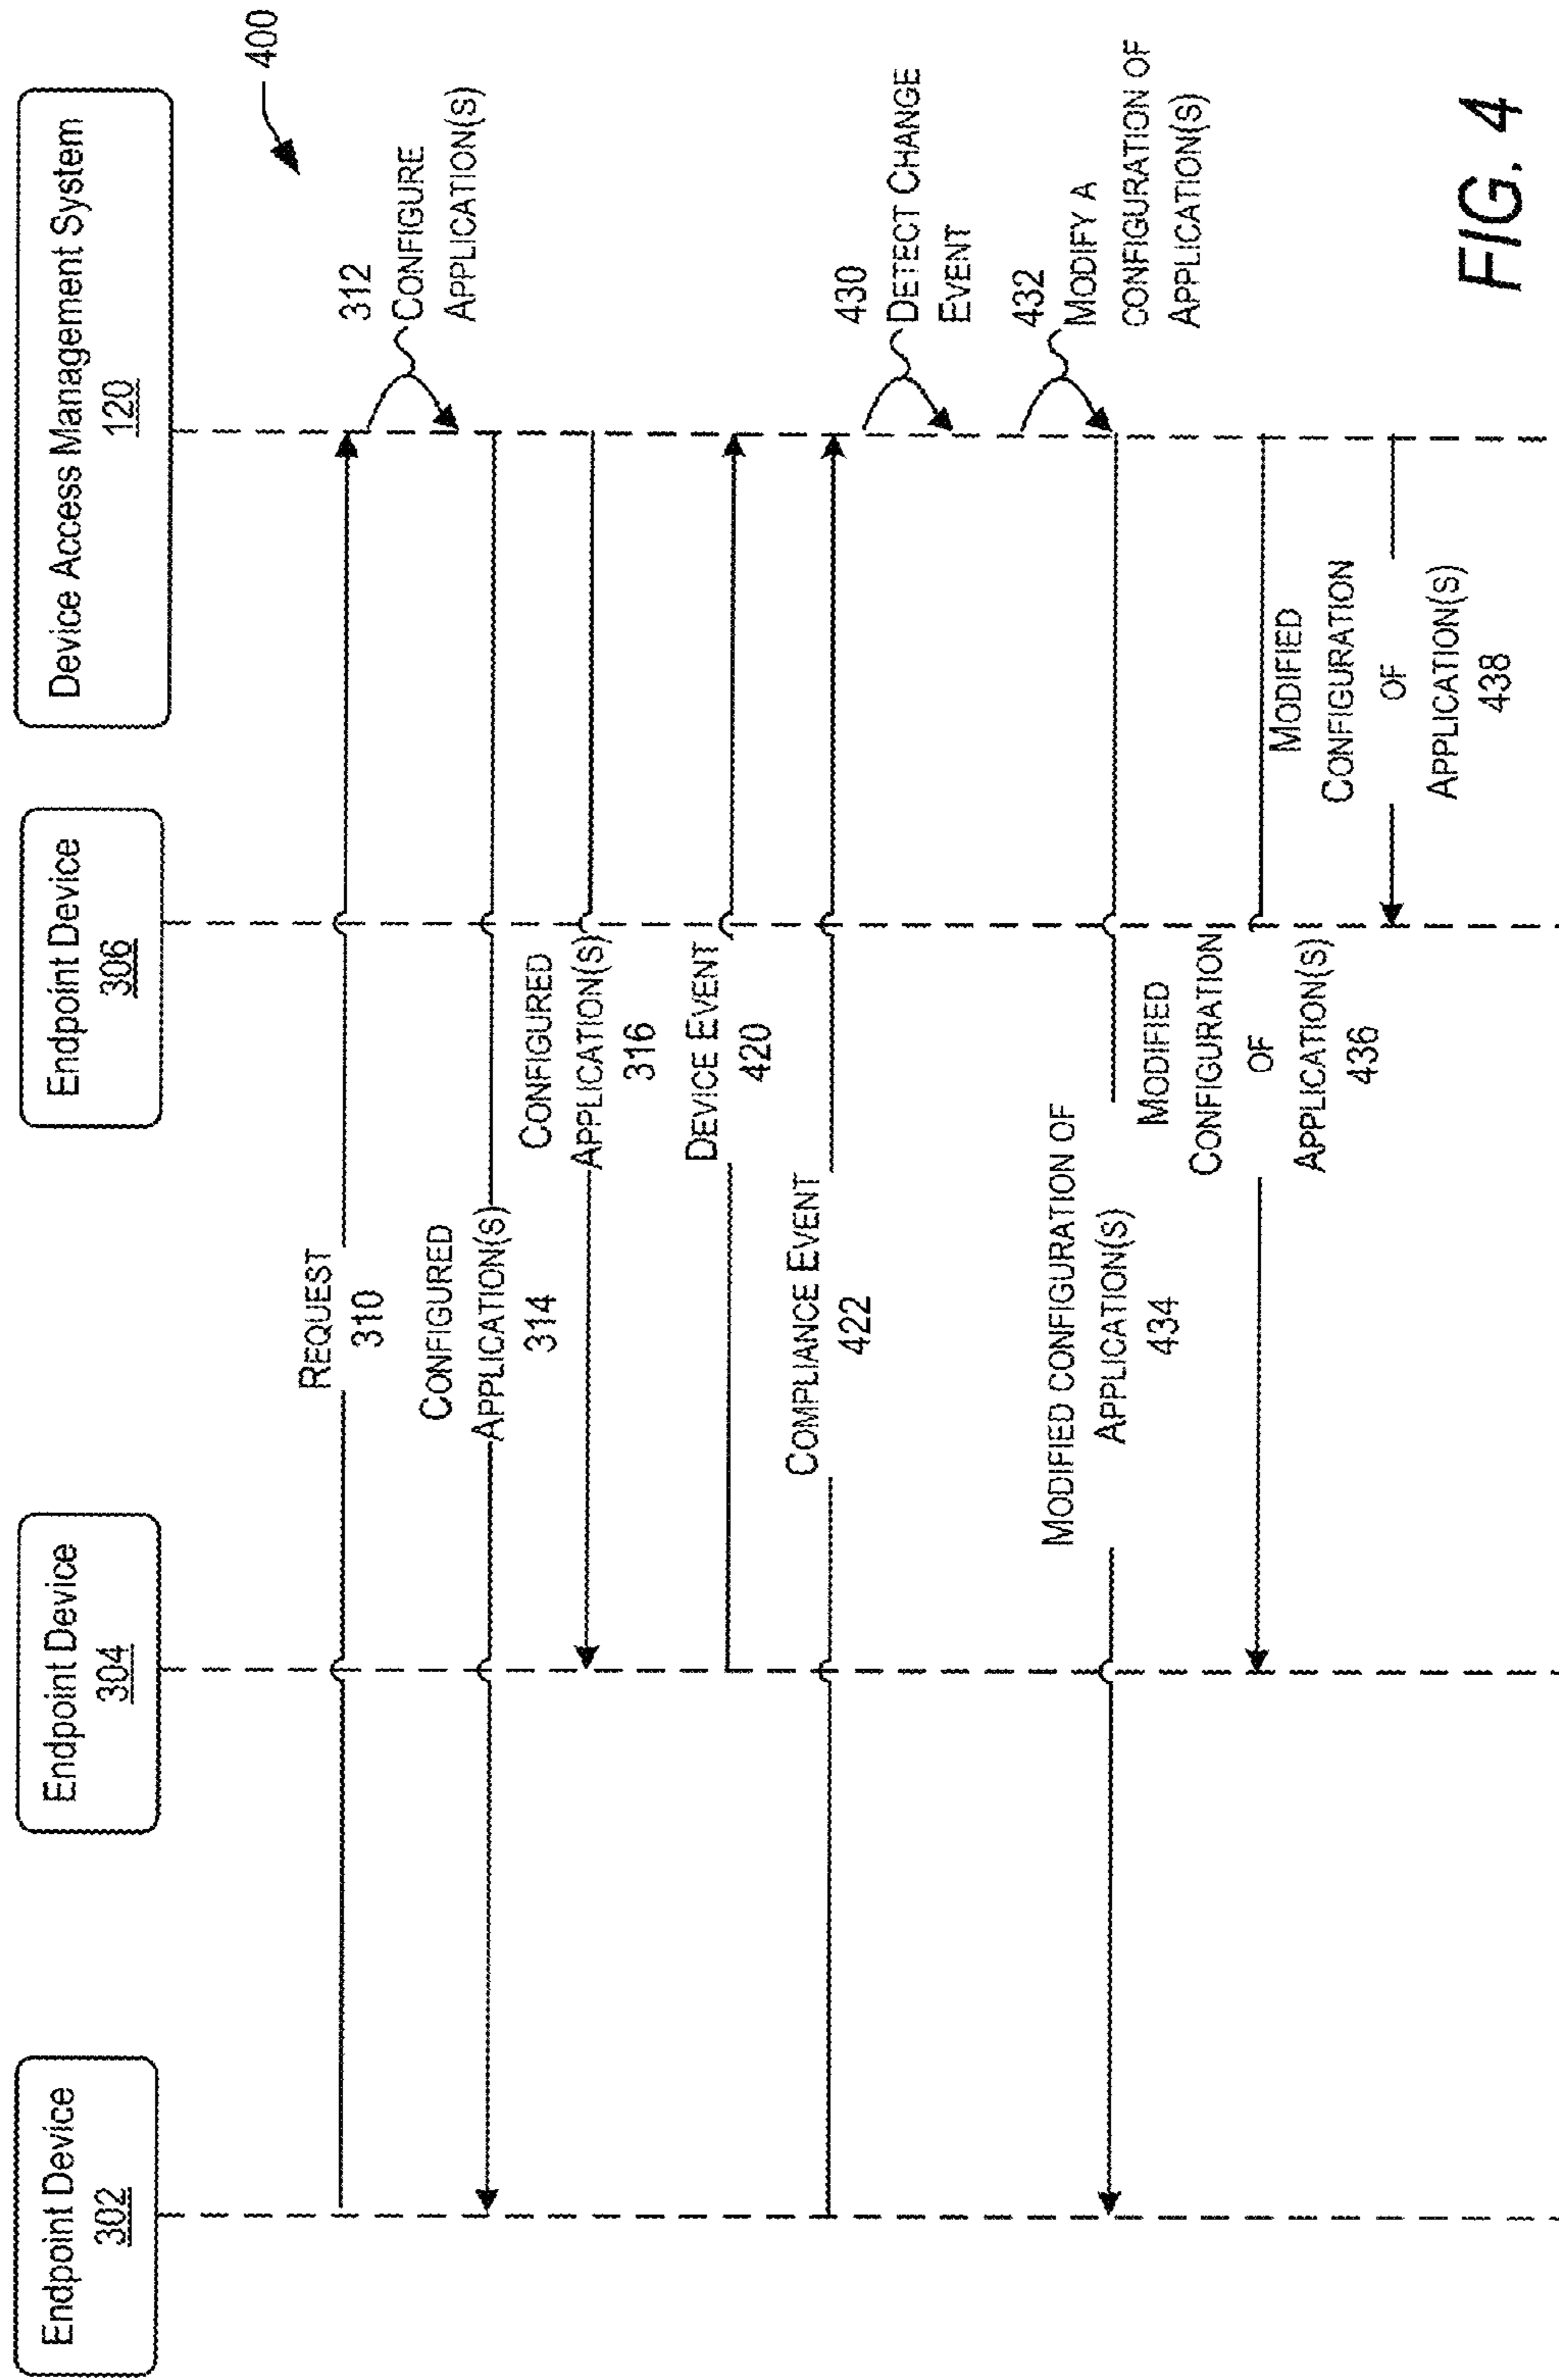 Endpoint Device
302
Endpoint Device
304
Endpoint Device
306
Device Access Management System
120
400
REQUEST
310
312
CONFIGURE
APPLICATION(S)
CONFIGURED
APPLICATION(S)
314
CONFIGURED
APPLICATION(S)
316
DEVICE EVENT
420
COMPLIANCE EVENT
422
430
DETECT CHANGE
EVENT
432
MODIFY A
CONFIGURATION OF
APPLICATION(S)
MODIFIED CONFIGURATION OF
APPLICATION(S)
434
MODIFIED
CONFIGURATION
OF
APPLICATION(S)
436
MODIFIED
CONFIGURATION
OF
APPLICATION(S)
438
FIG. 4